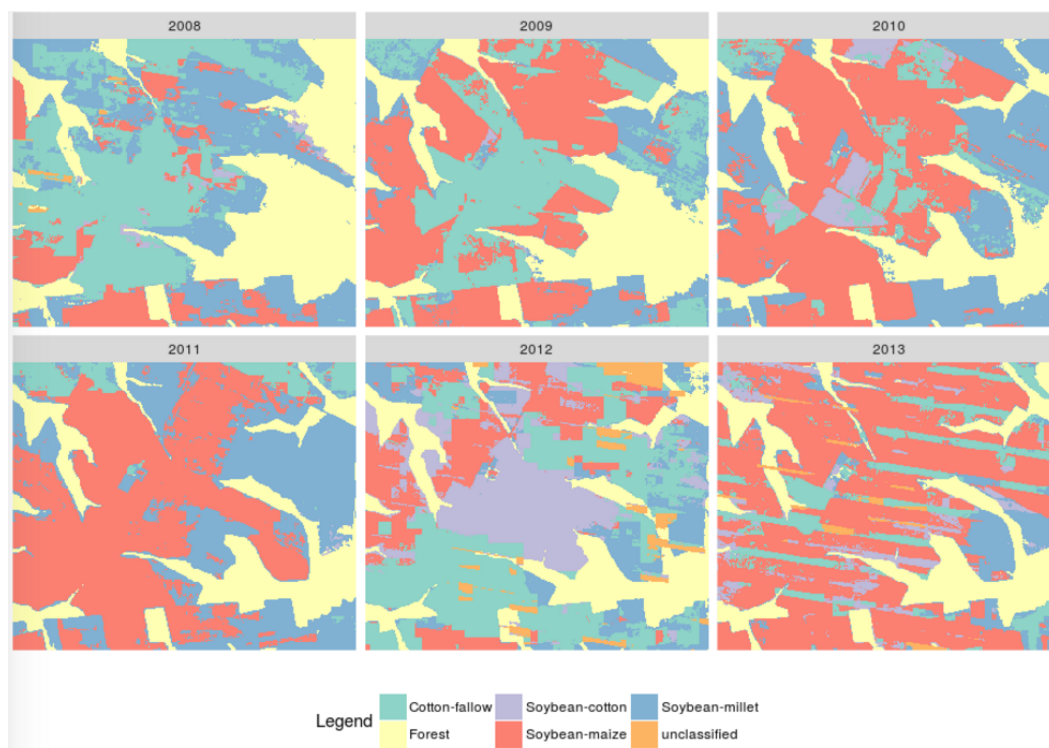 2008 2009 2010
2011 2012 2013
Legend Cotton-fallow Soybean-cotton Soybean-millet
Forest Soybean-maize unclassified